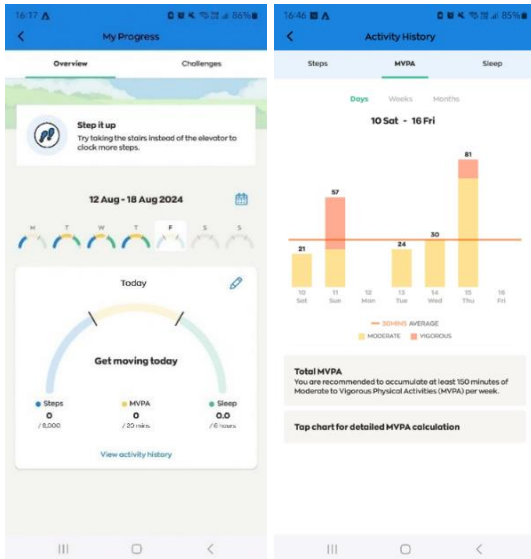 16:17
86%
My Progress
Overview
Challenges
Step it up
Try taking the stairs instead of the elevator to
clock more steps.
12 Aug - 18 Aug 2024
M T W T F S S
Today
Get moving today
Steps
0
MVPA
0
/ 20 mins
Sleep
0.0
/ 6 hours
View activity history
16:46
85%
Activity History
Steps
MVPA
Sleep
Days Weeks Months
10 Sat - 16 Fri
21
57
24
30
81
10
Sat
11
Sun
12
Mon
13
Tue
14
Wed
15
Thu
16
Fri
30MINS AVERAGE
MODERATE VIGOROUS
Total MVPA
You are recommended to accumulate at least 150 minutes of
Moderate to Vigorous Physical Activities (MVPA) per week.
Tap chart for detailed MVPA calculation